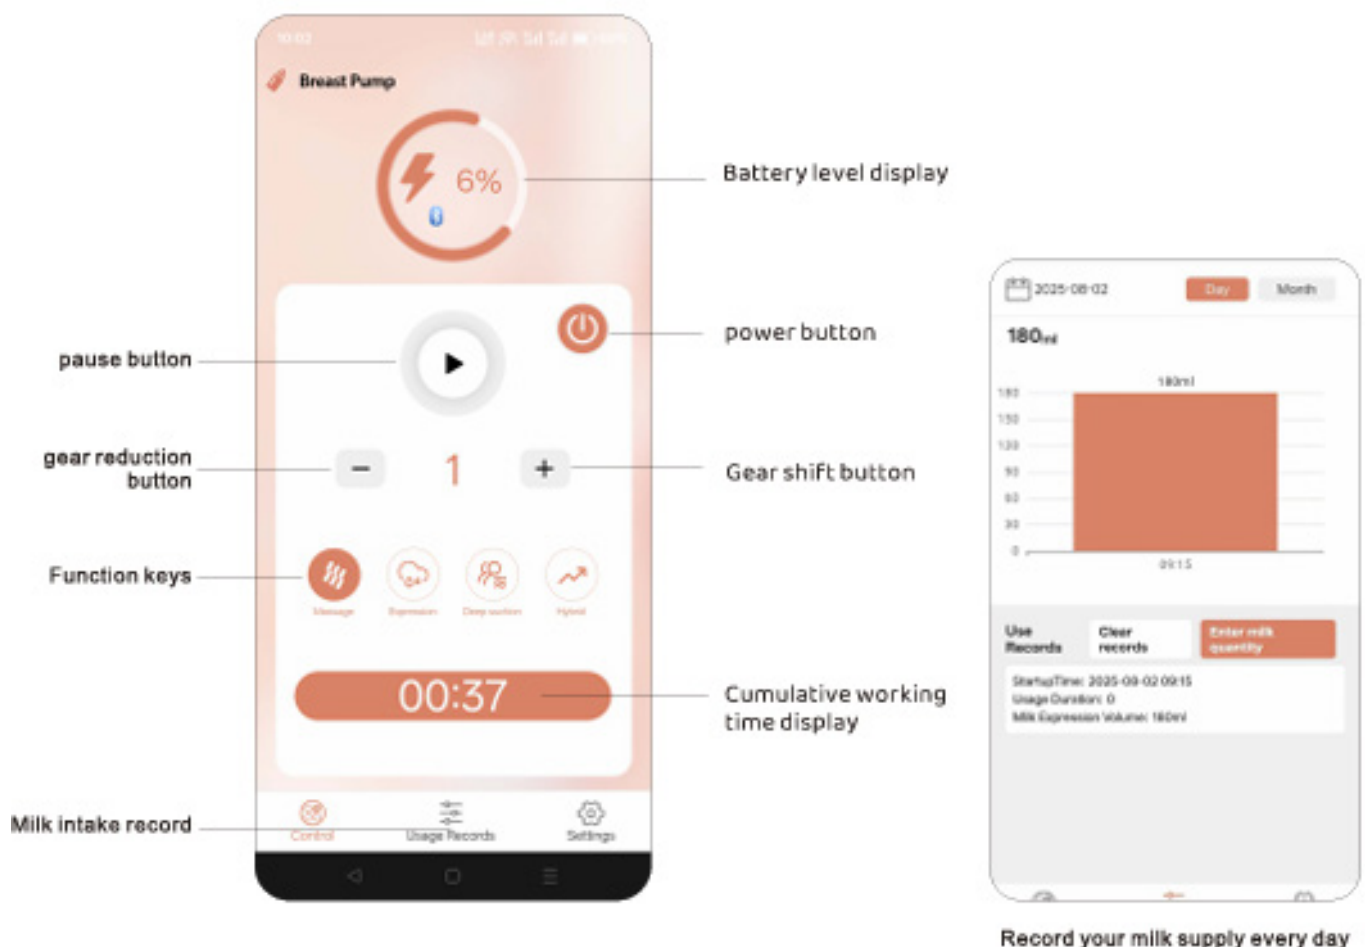 10:02
Breast Pump
6%
Battery level display
power button
pause button
gear reduction
button
1
Gear shift button
Function keys
Massage
Expression
Deep suction
Hybrid
00:37
Cumulative working
time display
Milk intake record
Control
Usage Records
Settings
2025-08-02
Day
Month
180ml
180ml
180
150
120
90
60
30
0
09:15
Use
Records
Clear
records
Enter milk
quantity
StartupTime: 2025-08-02 09:15
Usage Duration: 0
Milk Expression Volume: 180ml
Record your milk supply every day